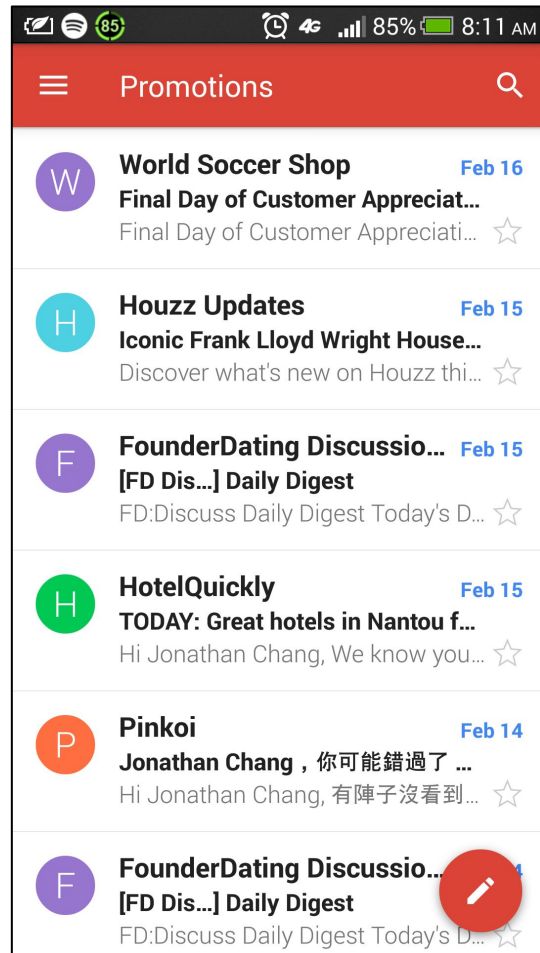 85 4G 85% 8:11 AM
Promotions
W World Soccer Shop Feb 16
Final Day of Customer Appreciat...
Final Day of Customer Appreciati...
H Houzz Updates Feb 15
Iconic Frank Lloyd Wright House...
Discover what's new on Houzz thi...
F FounderDating Discussio... Feb 15
[FD Dis...] Daily Digest
FD:Discuss Daily Digest Today's D...
H HotelQuickly Feb 15
TODAY: Great hotels in Nantou f...
Hi Jonathan Chang, We know you...
P Pinkoi Feb 14
Jonathan Chang，你可能錯過了 ...
Hi Jonathan Chang, 有陣子沒看到...
F FounderDating Discussio... 4
[FD Dis...] Daily Digest
FD:Discuss Daily Digest Today's D...